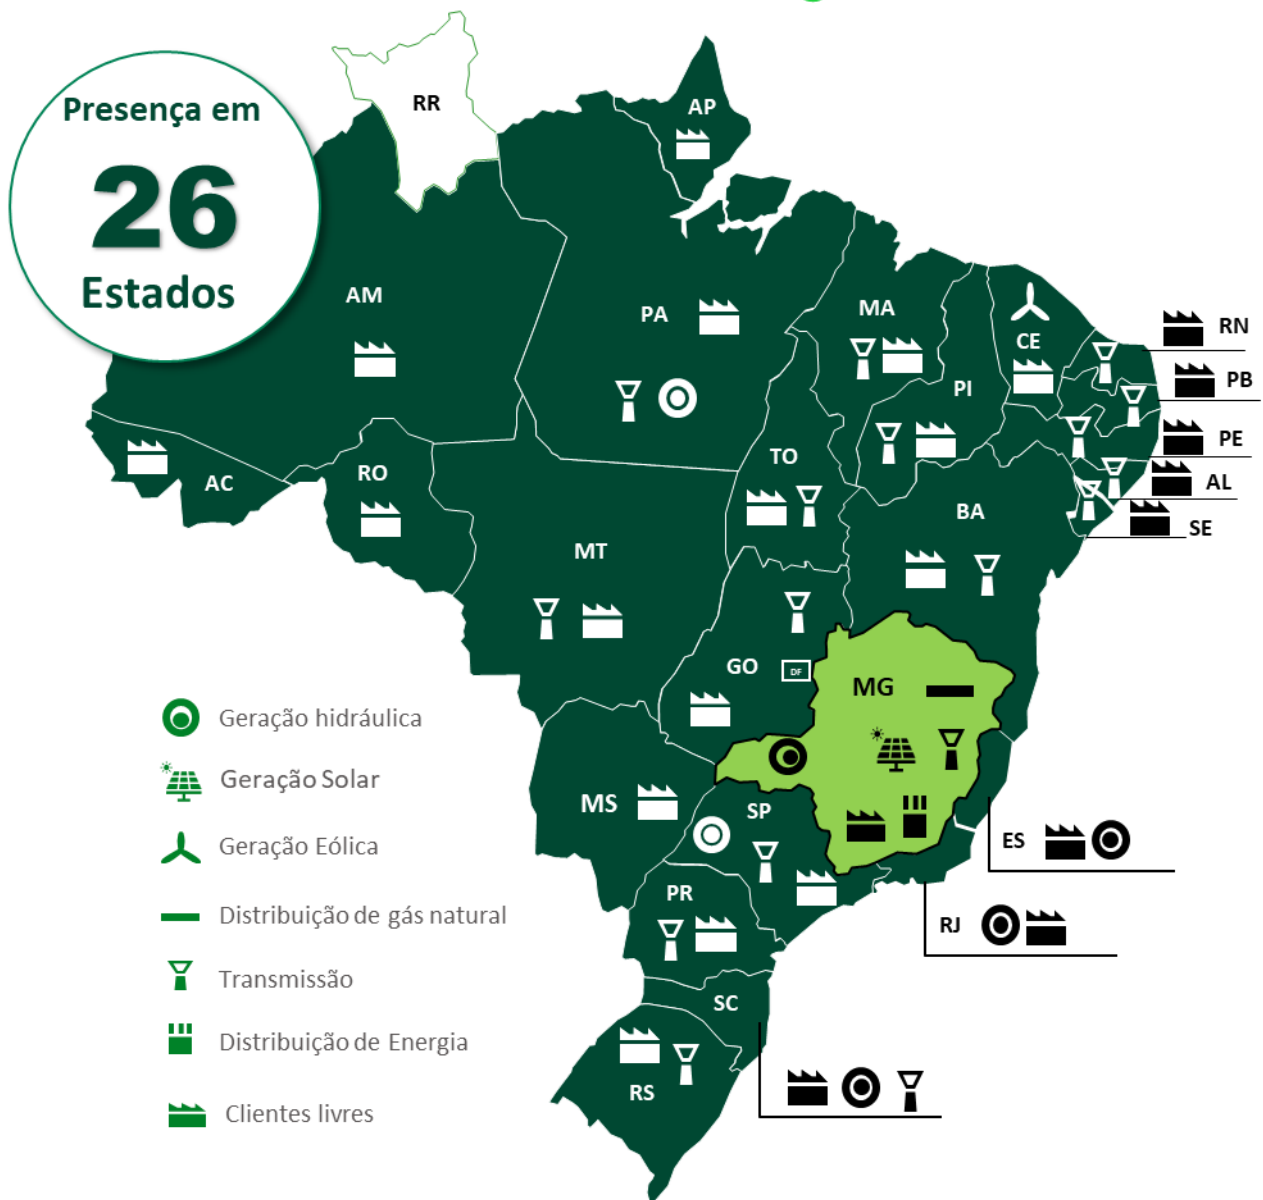 Presença em
26
Estados
RR
AP
AM
PA
MA
CE
RN
PB
PI
PE
TO
AC
RO
AL
BA
SE
MT
GO
DF
MG
MS
SP
ES
PR
RJ
SC
RS
Geração hidráulica
Geração Solar
Geração Eólica
Distribuição de gás natural
Transmissão
Distribuição de Energia
Clientes livres